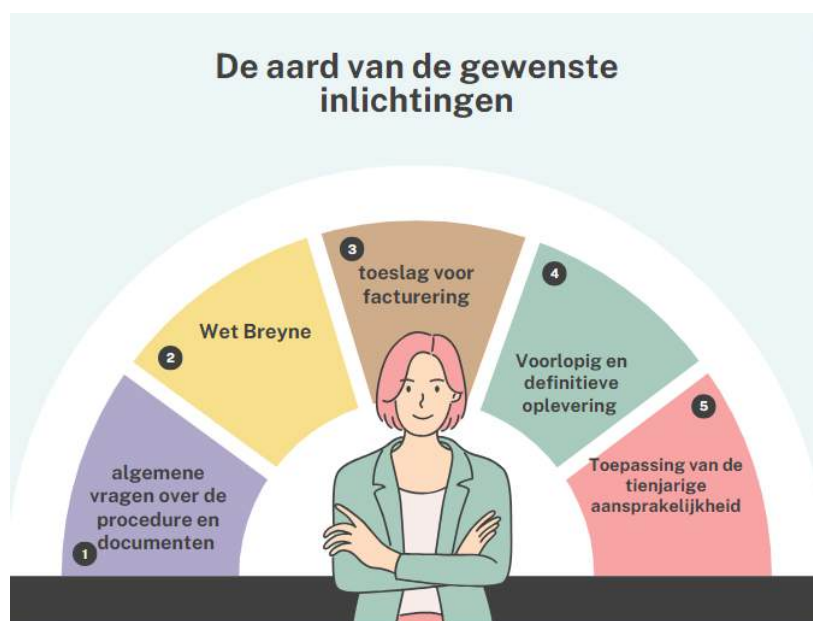 De aard van de gewenste
inlichtingen
1
algemene
vragen over de
procedure en
documenten
2
Wet Breyne
3
toeslag voor
facturering
4
Voorlopig en
definitieve
oplevering
5
Toepassing van de
tienjarige
aansprakelijkheid